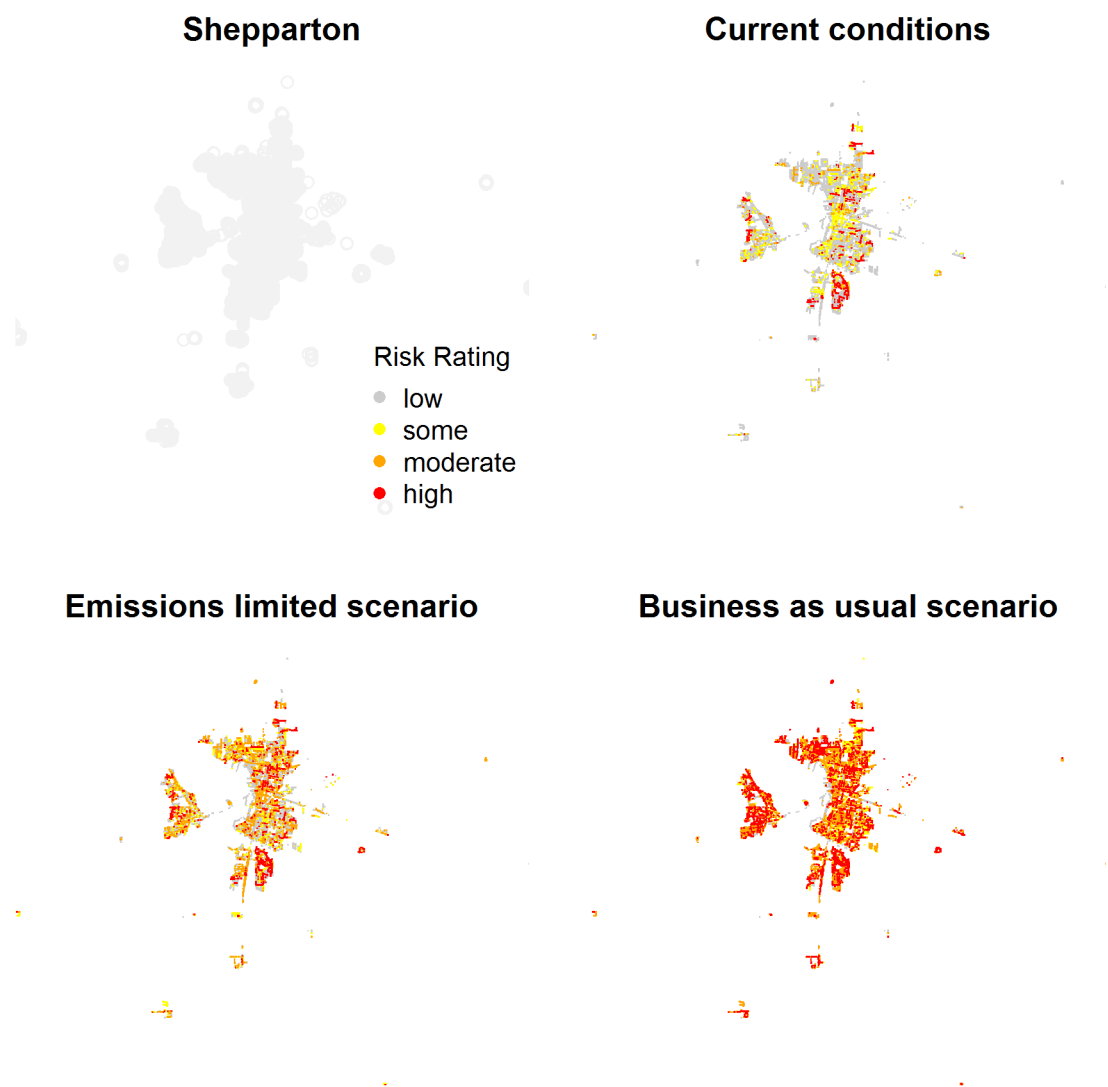 Shepparton
Current conditions
Risk Rating
low
some
moderate
high
Emissions limited scenario
Business as usual scenario